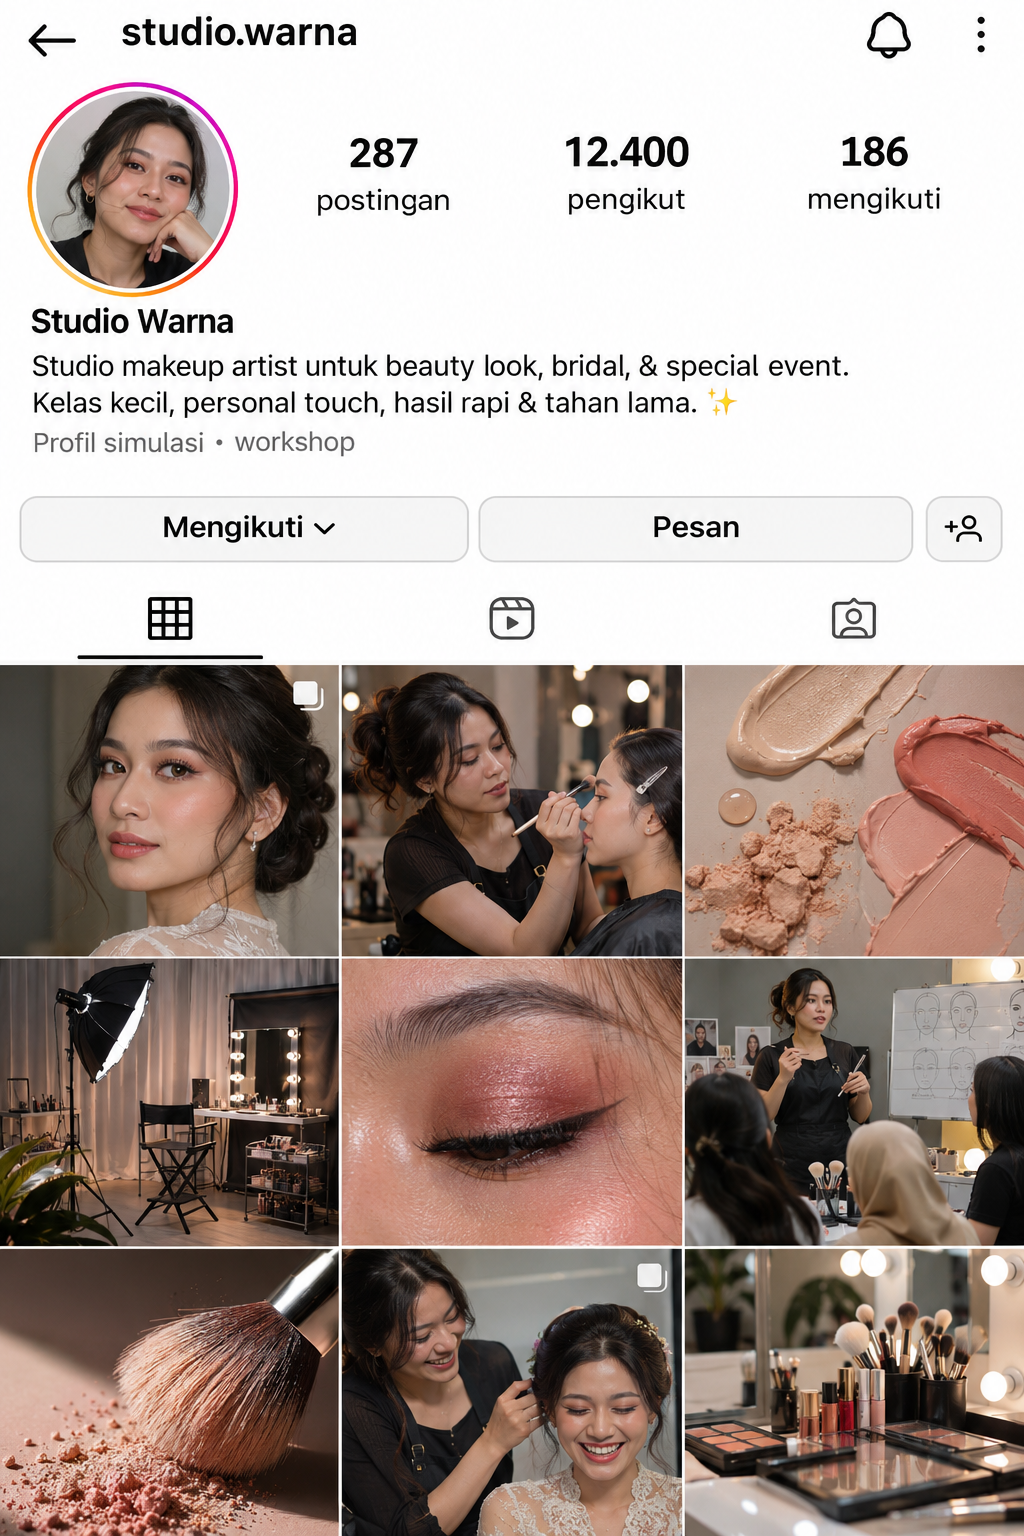 studio.warna
287
postingan
12.400
pengikut
186
mengikuti
Studio Warna
Studio makeup artist untuk beauty look, bridal, & special event.
Kelas kecil, personal touch, hasil rapi & tahan lama. ✨
Profil simulasi • workshop
Mengikuti
Pesan